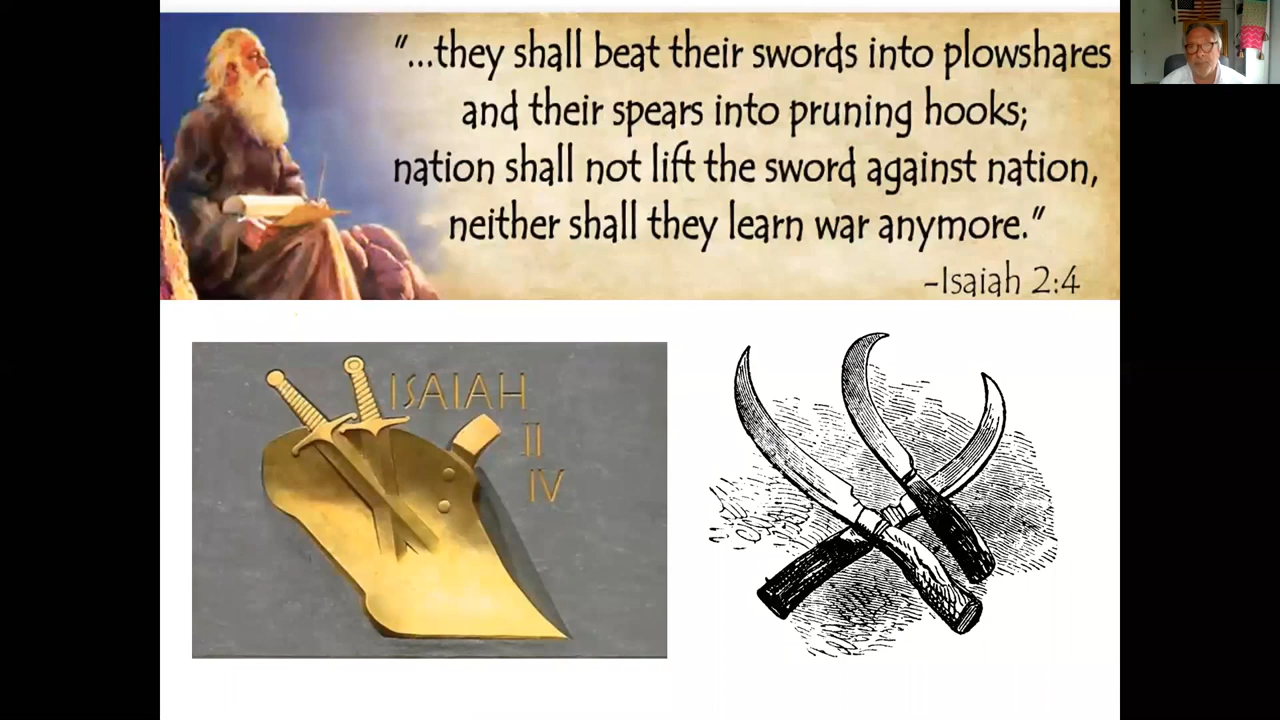 "...they shall beat their swords into plowshares
and their spears into pruning hooks;
nation shall not lift the sword against nation,
neither shall they learn war anymore."
–Isaiah 2:4
ISAIAH
II
IV